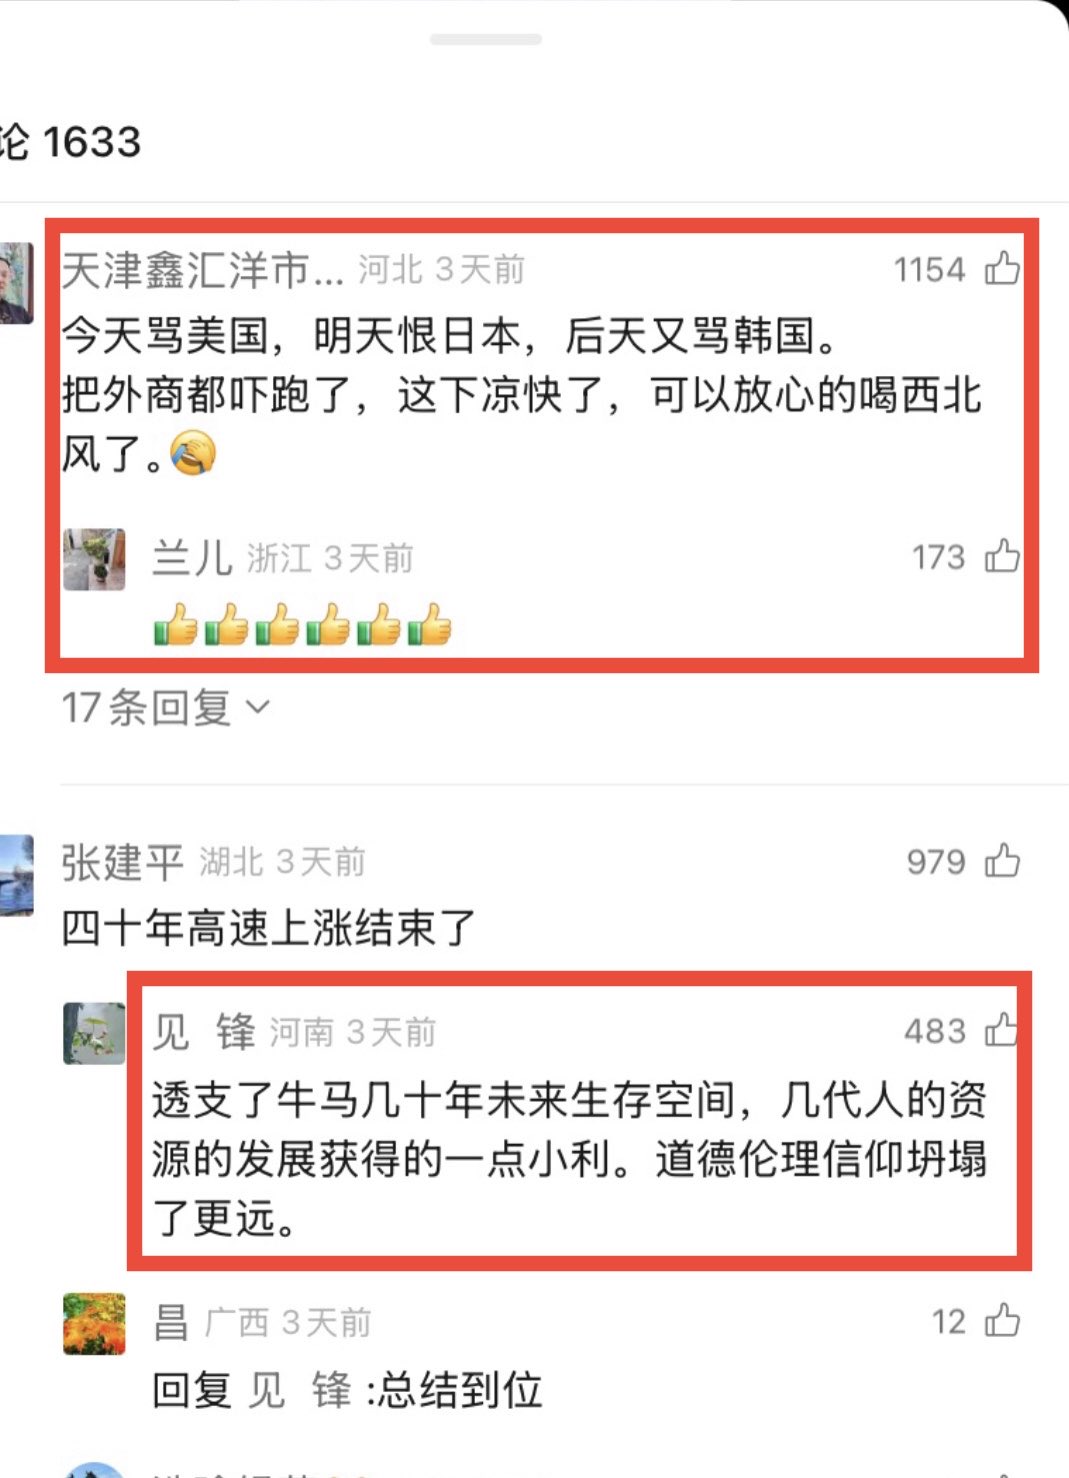 论 1633
天津鑫汇洋市... 河北 3天前 1154
今天骂美国，明天恨日本，后天又骂韩国。
把外商都吓跑了，这下凉快了，可以放心的喝西北
风了。🤣
兰儿 浙江 3天前 173
👍👍👍👍👍👍
17条回复
张建平 湖北 3天前 979
四十年高速上涨结束了
见 锋 河南 3天前 483
透支了牛马几十年未来生存空间，几代人的资
源的发展获得的一点小利。道德伦理信仰坍塌
了更远。
昌 广西 3天前 12
回复 见 锋 :总结到位